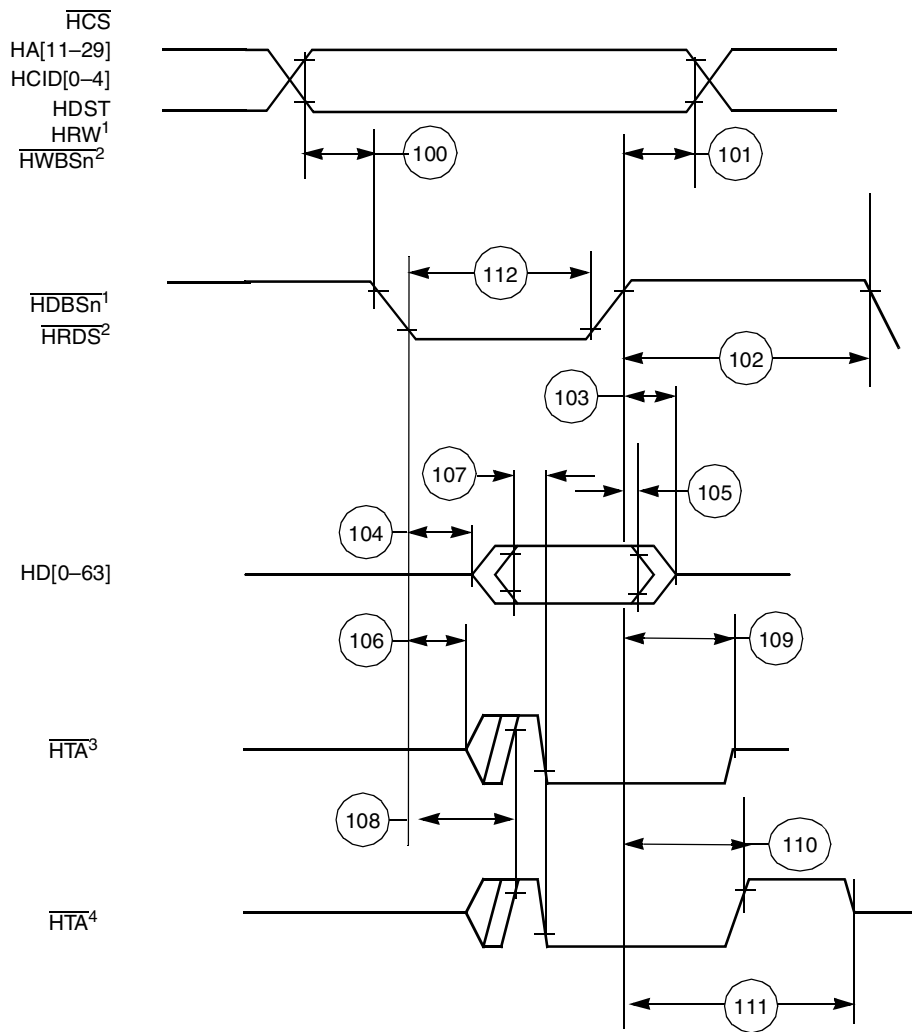 HCS
HA[11–29]
HCID[0–4]
HDST
HRW¹
HWBSn²
100
101
112
HDBSn¹
HRDS²
102
103
107
105
104
HD[0–63]
106
109
HTA³
108
110
HTA⁴
111